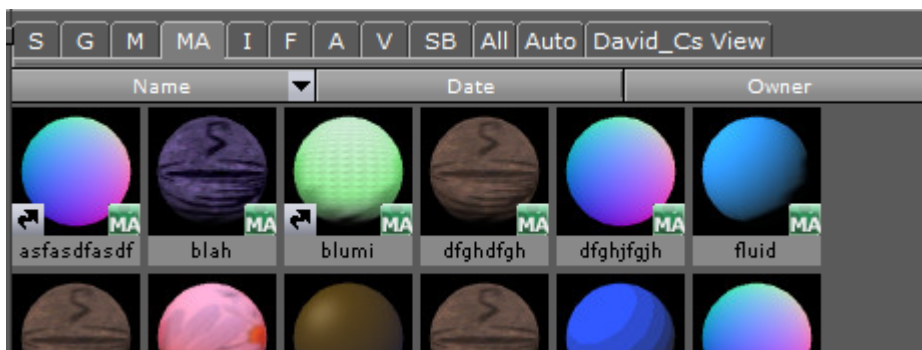 S G M MA I F A V SB All Auto David_Cs View
Name Date Owner
MA MA MA MA MA MA
asfasdfasdf blah blumi dfghdfgh dfghjfgjh fluid